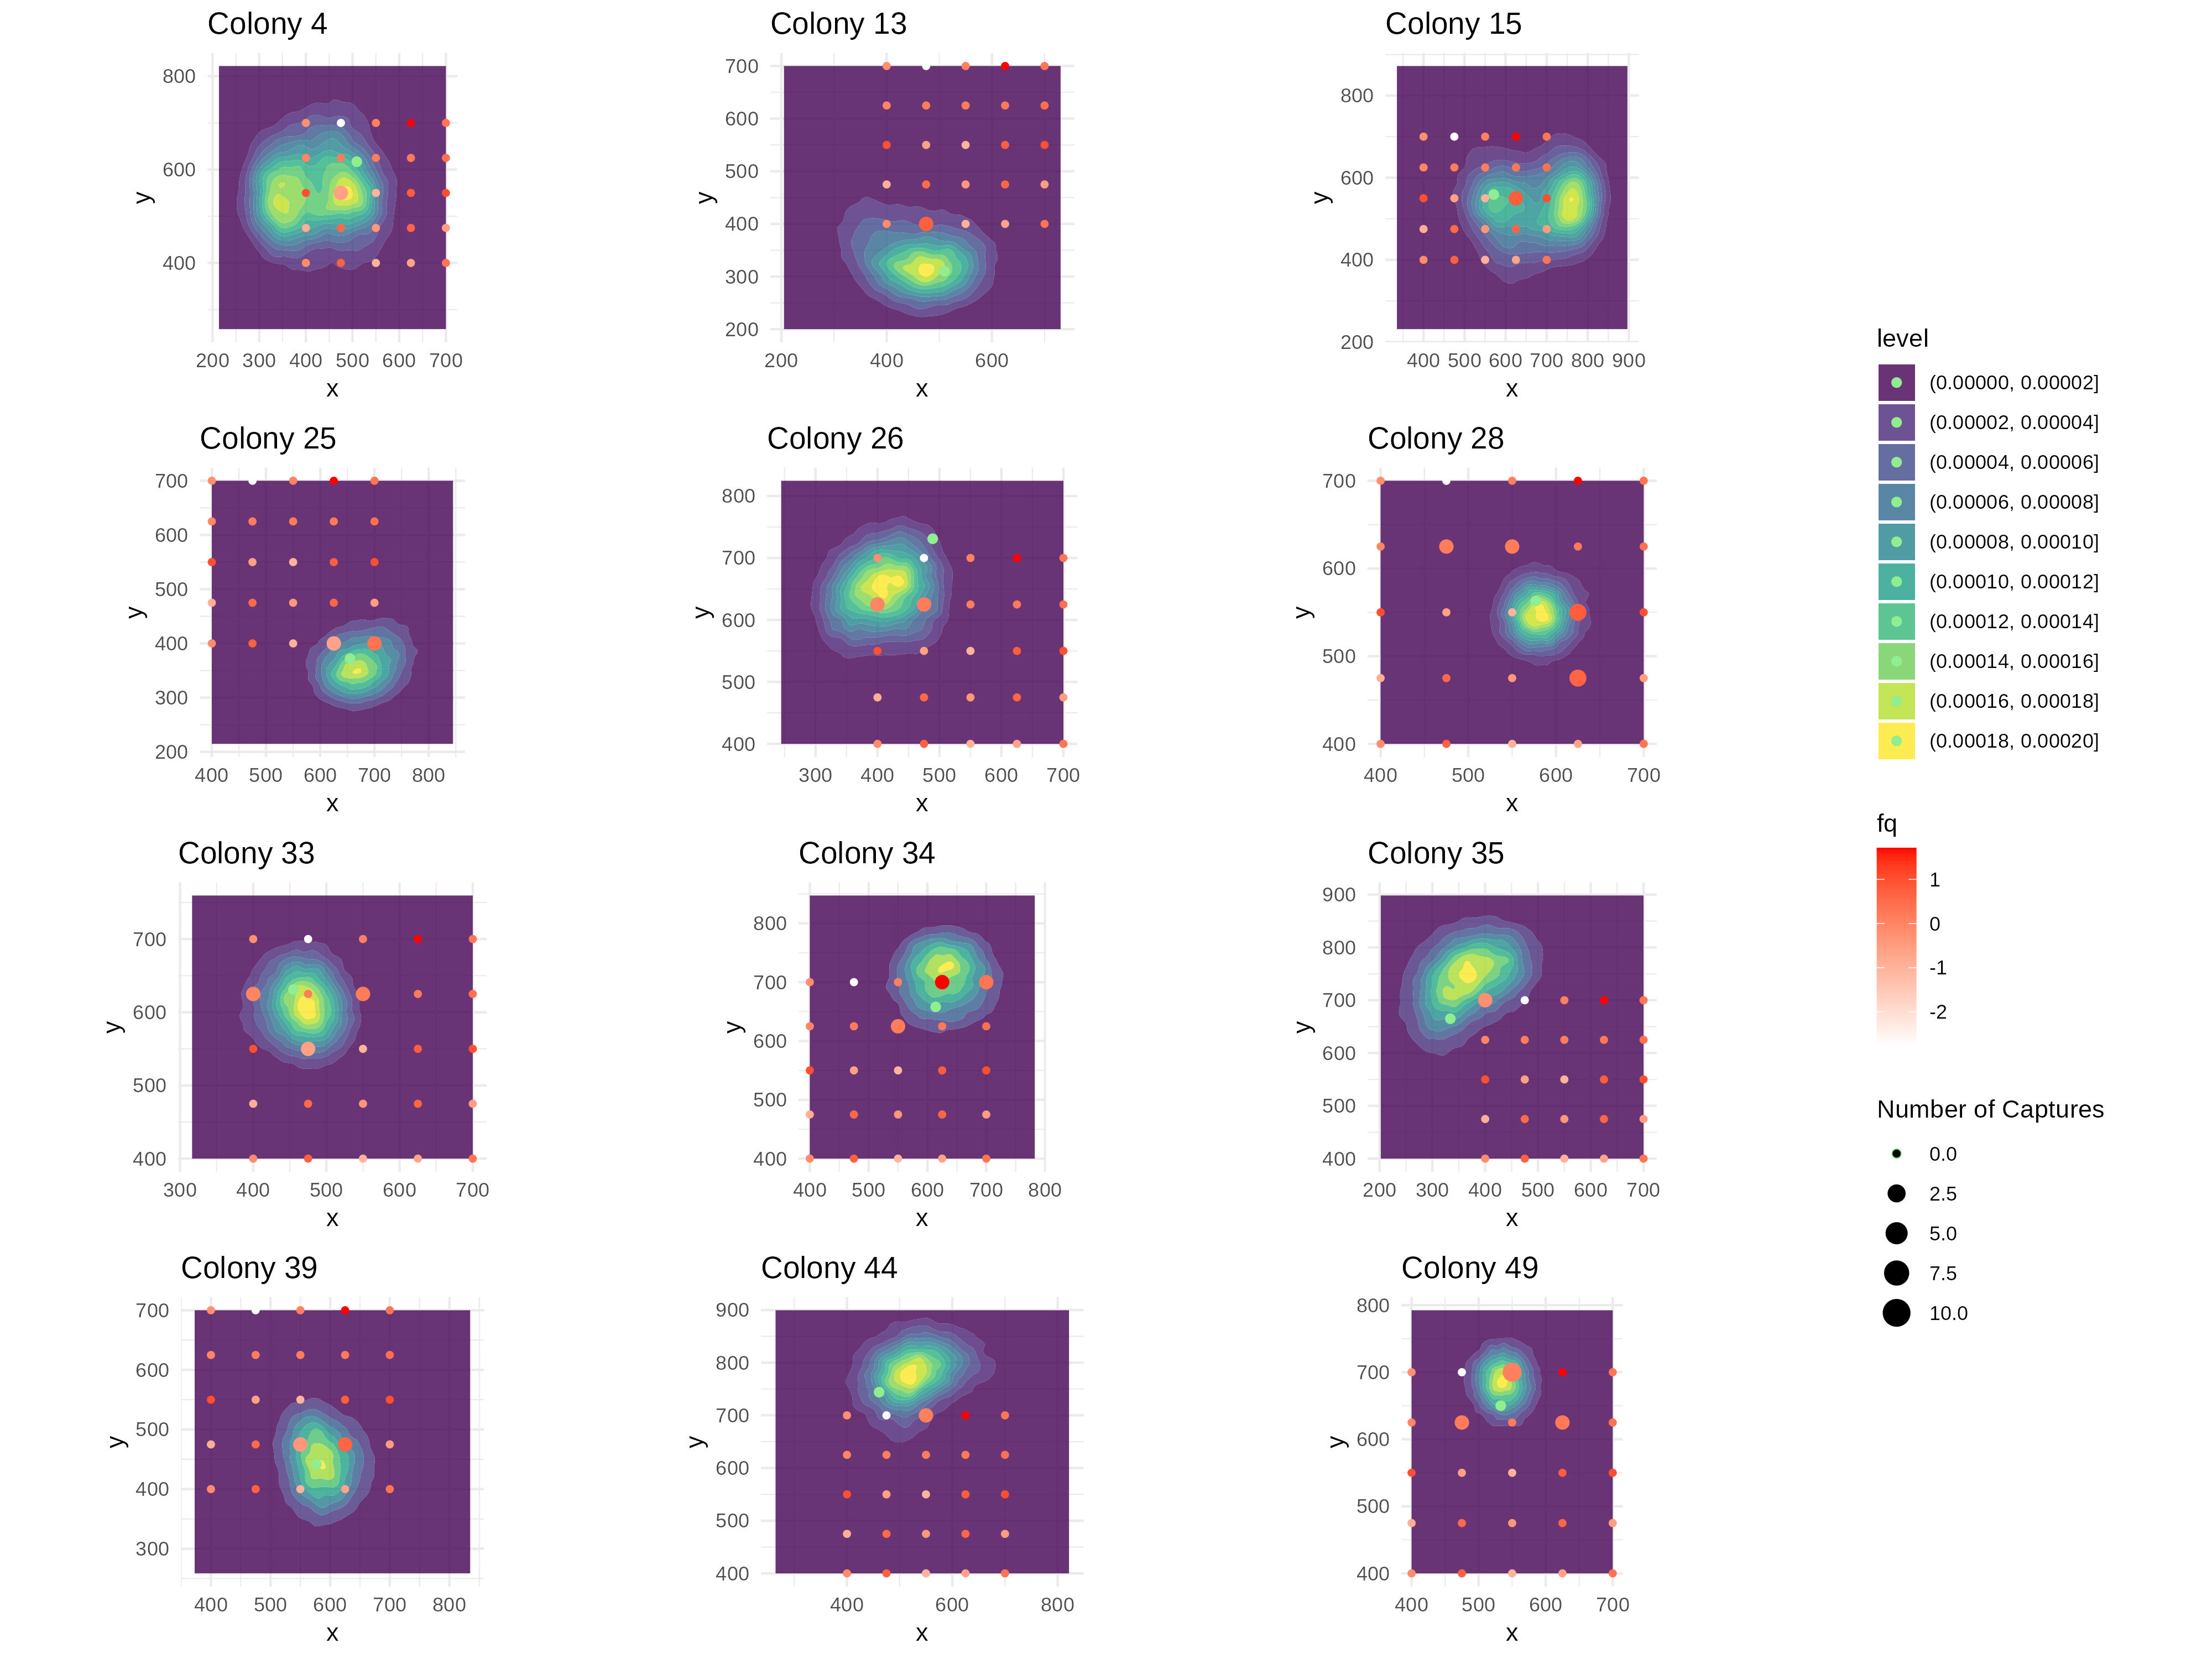 Colony 4
Colony 13
Colony 15
800
600
400
y
200 300 400 500 600 700
x
700
600
500
400
300
200
y
200 400 600
x
800
600
400
200
y
400 500 600 700 800 900
x
Colony 25
Colony 26
Colony 28
700
600
500
400
300
200
y
400 500 600 700 800
x
800
700
600
500
400
y
300 400 500 600 700
x
700
600
500
400
y
400 500 600 700
x
Colony 33
Colony 34
Colony 35
700
600
500
400
y
300 400 500 600 700
x
800
700
600
500
400
y
400 500 600 700 800
x
900
800
700
600
500
400
y
200 300 400 500 600 700
x
Colony 39
Colony 44
Colony 49
700
600
500
400
300
y
400 500 600 700 800
x
900
800
700
600
500
400
y
400 600 800
x
800
700
600
500
400
y
400 500 600 700
x
level
(0.00000, 0.00002]
(0.00002, 0.00004]
(0.00004, 0.00006]
(0.00006, 0.00008]
(0.00008, 0.00010]
(0.00010, 0.00012]
(0.00012, 0.00014]
(0.00014, 0.00016]
(0.00016, 0.00018]
(0.00018, 0.00020]
fq
1
0
-1
-2
Number of Captures
0.0
2.5
5.0
7.5
10.0